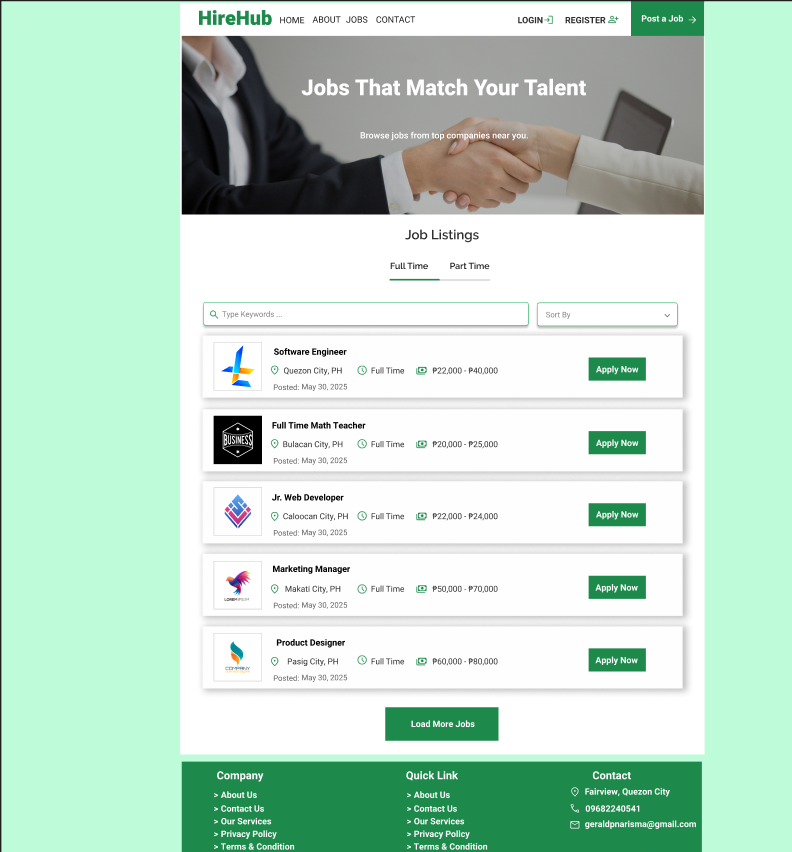 HireHub HOME ABOUT JOBS CONTACT LOGIN REGISTER Post a Job
Jobs That Match Your Talent
Browse jobs from top companies near you.
Job Listings
Full Time Part Time
Type Keywords ... Sort By
Software Engineer
Quezon City, PH Full Time ₱22,000 - ₱40,000 Apply Now
Posted: May 30, 2025
Full Time Math Teacher
BUSINESS
Bulacan City, PH Full Time ₱20,000 - ₱25,000 Apply Now
Posted: May 30, 2025
Jr. Web Developer
Caloocan City, PH Full Time ₱22,000 - ₱24,000 Apply Now
Posted: May 30, 2025
Marketing Manager
Makati City, PH Full Time ₱50,000 - ₱70,000 Apply Now
LOREM IPSUM
Posted: May 30, 2025
Product Designer
Pasig City, PH Full Time ₱60,000 - ₱80,000 Apply Now
COMPANY
Posted: May 30, 2025
Load More Jobs
Company Quick Link Contact
> About Us > About Us Fairview, Quezon City
> Contact Us > Contact Us 09682240541
> Our Services > Our Services geraldpnarisma@gmail.com
> Privacy Policy > Privacy Policy
> Terms & Condition > Terms & Condition